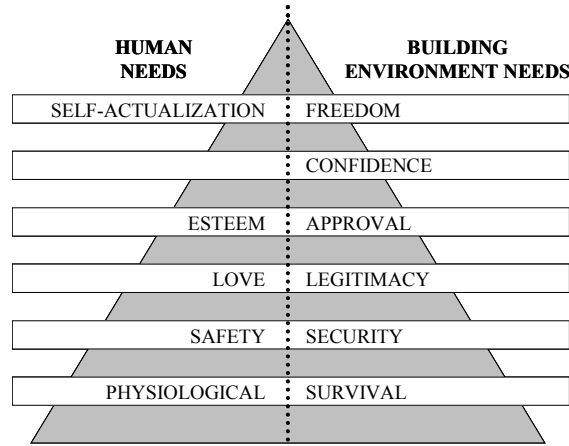 HUMAN
NEEDS
BUILDING
ENVIRONMENT NEEDS
SELF-ACTUALIZATION FREEDOM
CONFIDENCE
ESTEEM APPROVAL
LOVE LEGITIMACY
SAFETY SECURITY
PHYSIOLOGICAL SURVIVAL